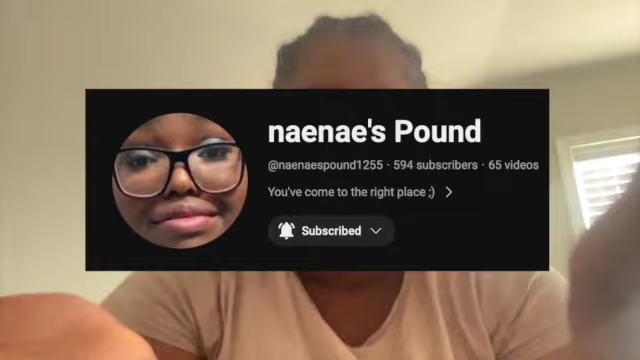 naenae's Pound
@naenaespound1255 · 594 subscribers · 65 videos
You've come to the right place ;)
Subscribed